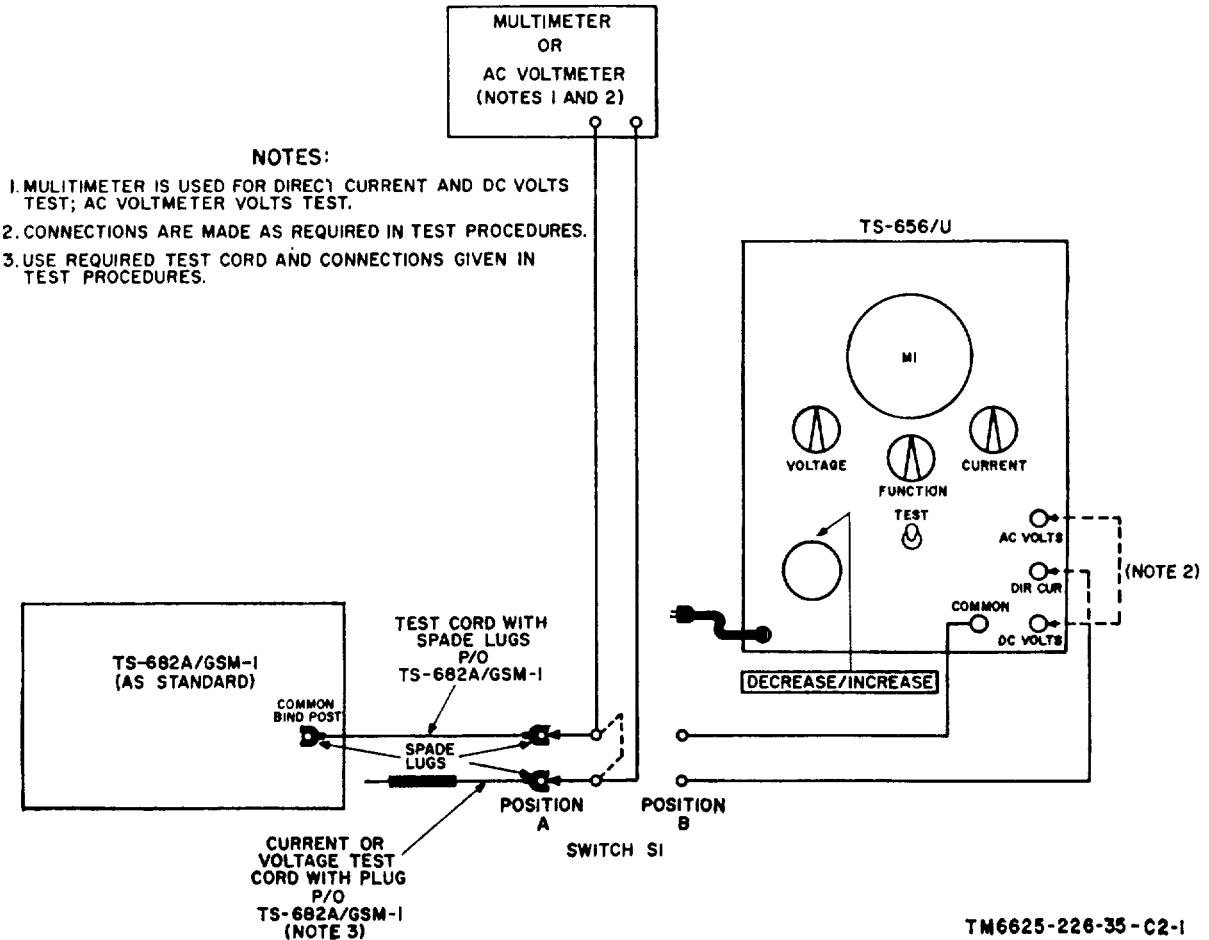 MULTIMETER
OR
AC VOLTMETER
(NOTES 1 AND 2)
NOTES:
1. MULITIMETER IS USED FOR DIRECT CURRENT AND DC VOLTS
TEST; AC VOLTMETER VOLTS TEST.
2. CONNECTIONS ARE MADE AS REQUIRED IN TEST PROCEDURES.
3. USE REQUIRED TEST CORD AND CONNECTIONS GIVEN IN
TEST PROCEDURES.
TS-656/U
M1
VOLTAGE
CURRENT
FUNCTION
TEST
AC VOLTS
(NOTE 2)
DIR CUR
COMMON
DC VOLTS
DECREASE/INCREASE
TEST CORD WITH
SPADE LUGS
P/O
TS-682A/GSM-1
TS-682A/GSM-1
(AS STANDARD)
COMMON
BIND POST
SPADE
LUGS
POSITION
A
POSITION
B
SWITCH S1
CURRENT OR
VOLTAGE TEST
CORD WITH PLUG
P/O
TS-682A/GSM-1
(NOTE 3)
TM6625-226-35-C2-1